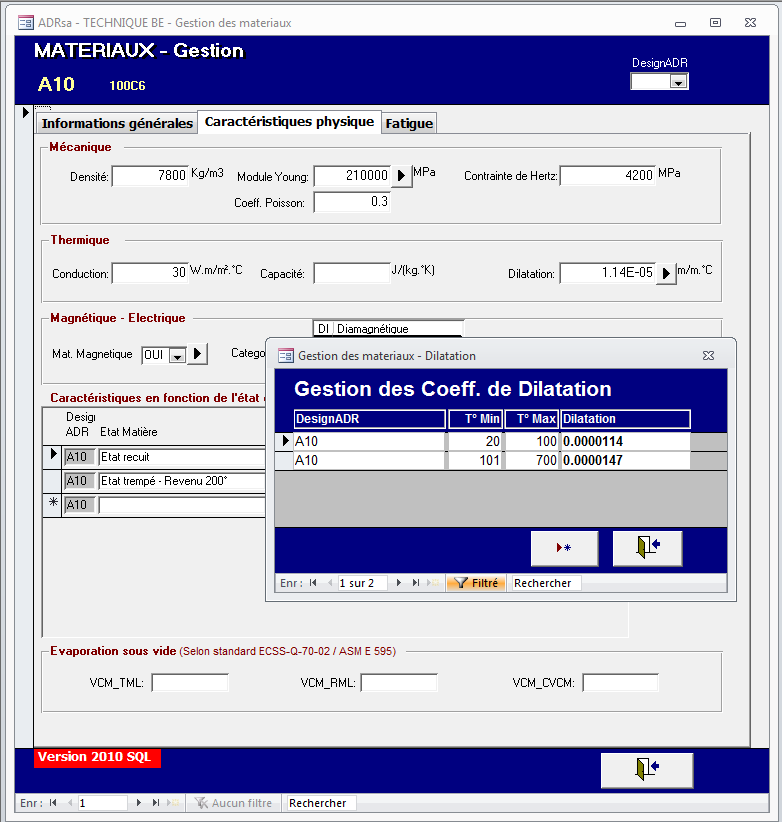 ADRsa - TECHNIQUE BE - Gestion des materiaux
MATERIAUX - Gestion
DesignADR
A10 100C6
Informations générales Caractéristiques physique Fatigue
Mécanique
Densité: 7800 Kg/m3 Module Young: 210000 MPa Contrainte de Hertz: 4200 MPa
Coeff. Poisson: 0.3
Thermique
Conduction: 30 W.m/m².°C Capacité: J/(kg.°K) Dilatation: 1.14E-05 m/m.°C
Magnétique - Electrique
DI Diamagnétique
Mat. Magnetique OUI Catego
Caractéristiques en fonction de l'état
Design
ADR Etat Matière
A10 Etat recuit
A10 Etat trempé - Revenu 200°
* A10
Gestion des materiaux - Dilatation
Gestion des Coeff. de Dilatation
DesignADR T° Min T° Max Dilatation
A10 20 100 0.0000114
A10 101 700 0.0000147
Enr : 1 sur 2 Filtré Rechercher
Evaporation sous vide (Selon standard ECSS-Q-70-02 / ASM E 595)
VCM_TML: VCM_RML: VCM_CVCM:
Version 2010 SQL
Enr : 1 Aucun filtre Rechercher